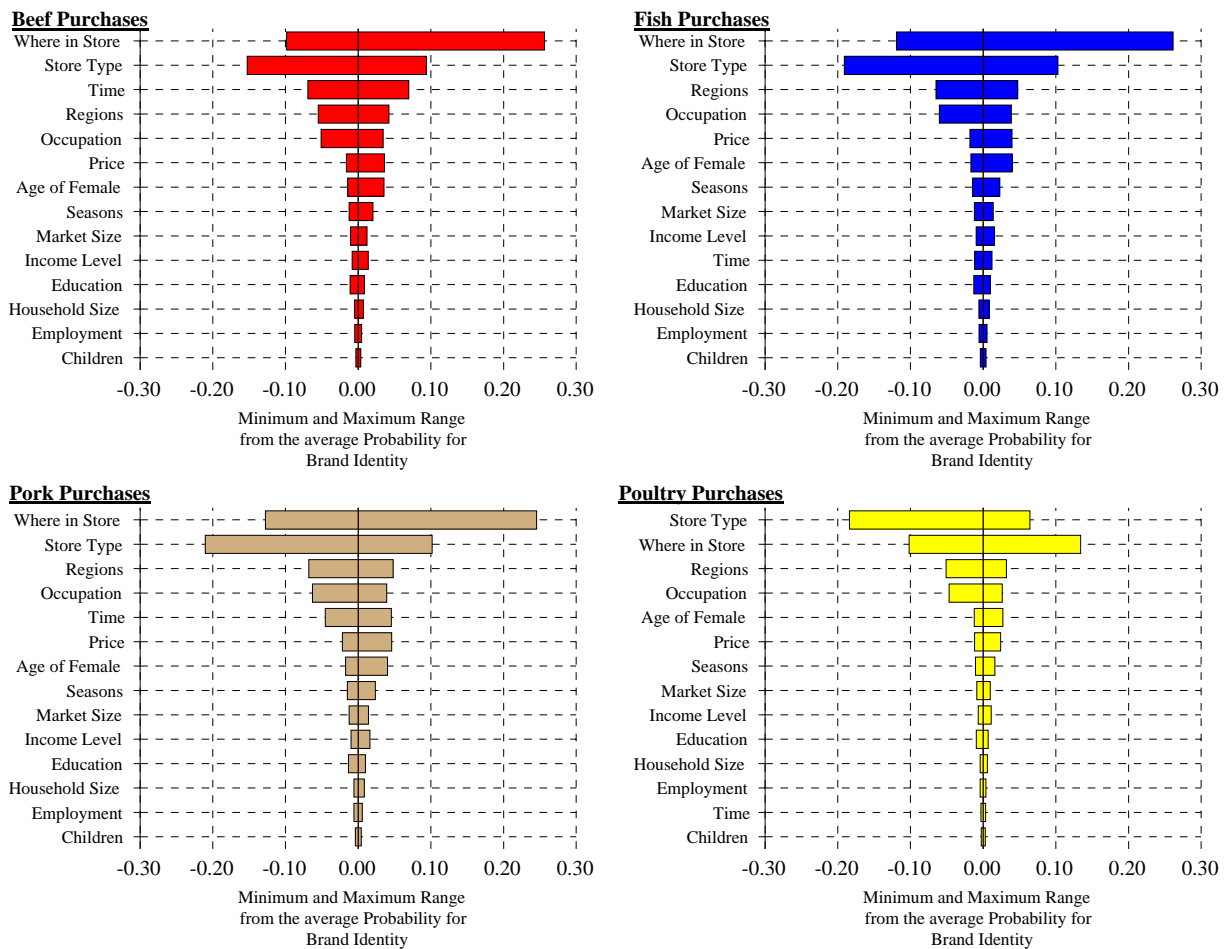 Beef Purchases
Where in Store
Store Type
Time
Regions
Occupation
Price
Age of Female
Seasons
Market Size
Income Level
Education
Household Size
Employment
Children
-0.30 -0.20 -0.10 0.00 0.10 0.20 0.30
Minimum and Maximum Range
from the average Probability for
Brand Identity
Fish Purchases
Where in Store
Store Type
Regions
Occupation
Price
Age of Female
Seasons
Market Size
Income Level
Time
Education
Household Size
Employment
Children
-0.30 -0.20 -0.10 0.00 0.10 0.20 0.30
Minimum and Maximum Range
from the average Probability for
Brand Identity
Pork Purchases
Where in Store
Store Type
Regions
Occupation
Time
Price
Age of Female
Seasons
Market Size
Income Level
Education
Household Size
Employment
Children
-0.30 -0.20 -0.10 0.00 0.10 0.20 0.30
Minimum and Maximum Range
from the average Probability for
Brand Identity
Poultry Purchases
Store Type
Where in Store
Regions
Occupation
Age of Female
Price
Seasons
Market Size
Income Level
Education
Household Size
Employment
Time
Children
-0.30 -0.20 -0.10 0.00 0.10 0.20 0.30
Minimum and Maximum Range
from the average Probability for
Brand Identity